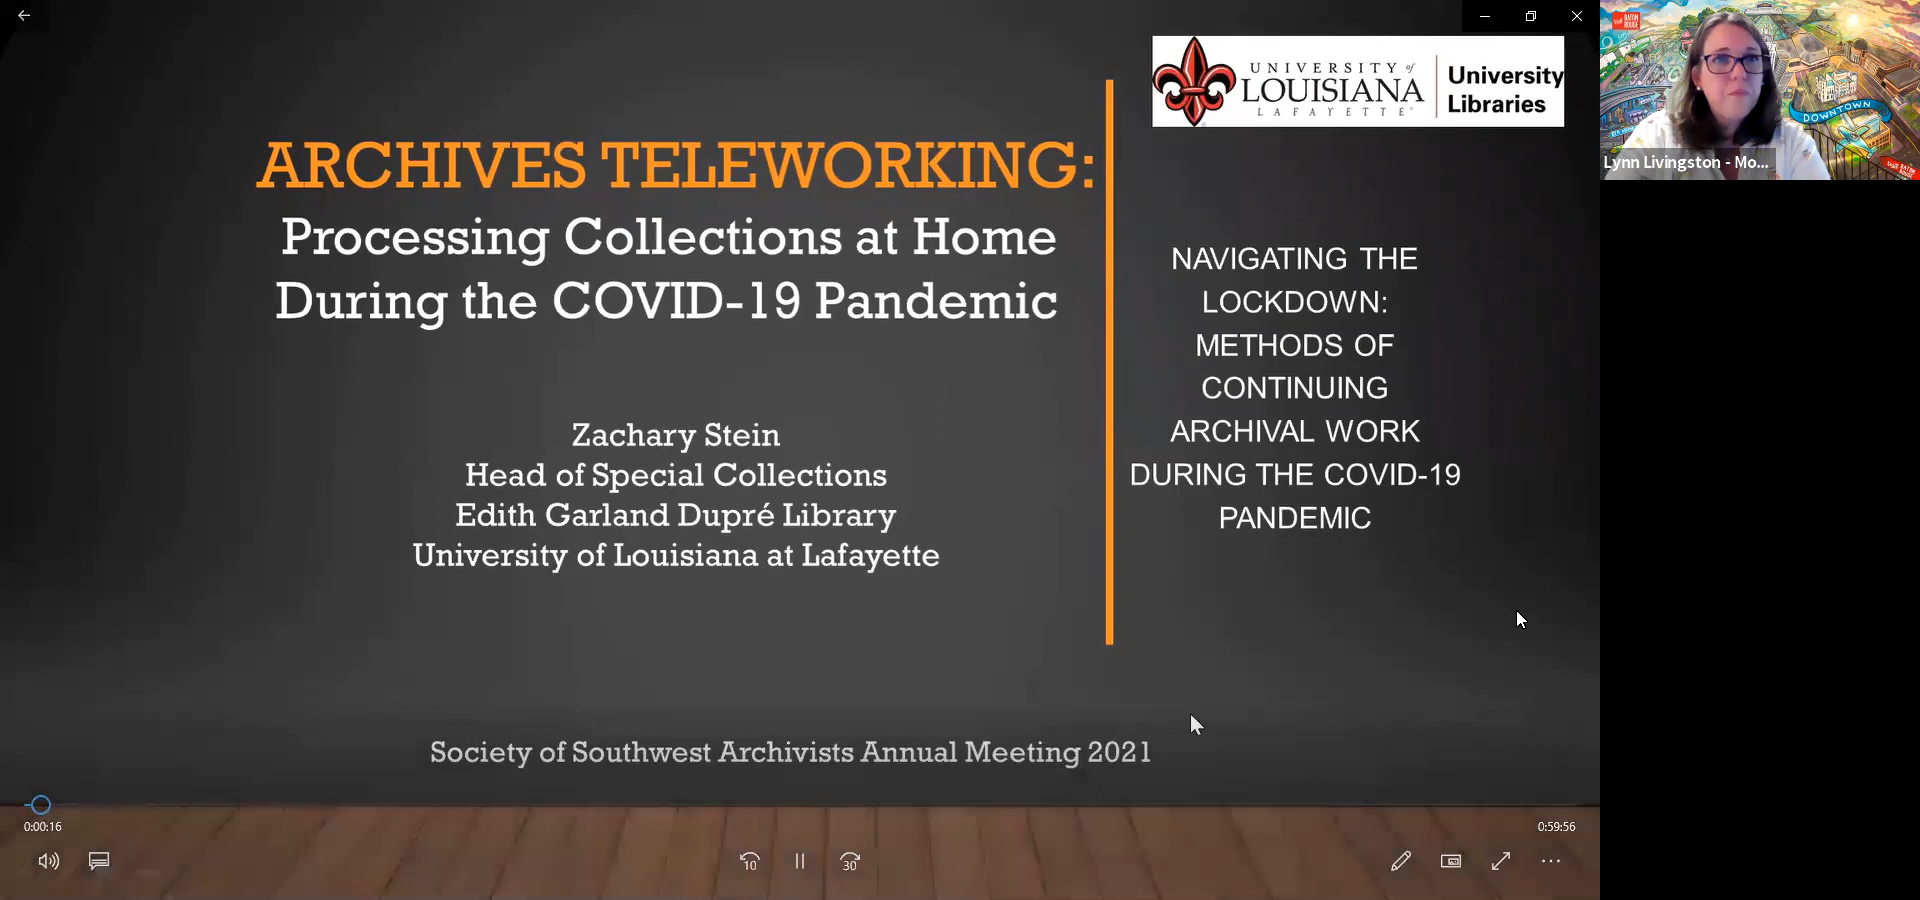 ARCHIVES TELEWORKING:
Processing Collections at Home
During the COVID-19 Pandemic
Zachary Stein
Head of Special Collections
Edith Garland Dupré Library
University of Louisiana at Lafayette
Society of Southwest Archivists Annual Meeting 2021
UNIVERSITY of
LOUISIANA
LAFAYETTE
University
Libraries
NAVIGATING THE
LOCKDOWN:
METHODS OF
CONTINUING
ARCHIVAL WORK
DURING THE COVID-19
PANDEMIC
DOWNTOWN
Lynn Livingston - Mo...
0:00:16
0:59:56
10
30